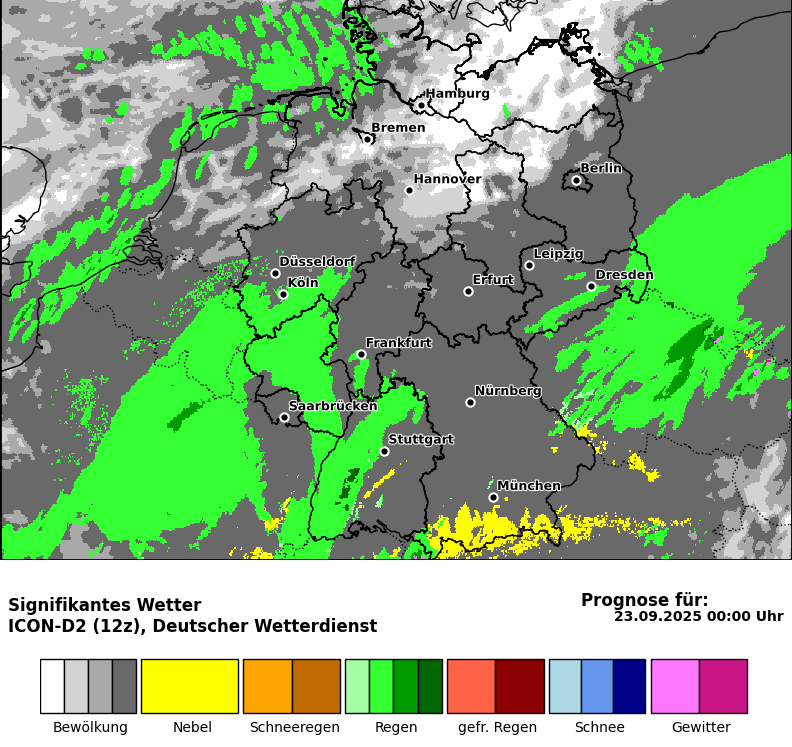 Hamburg
Bremen
Berlin
Hannover
Düsseldorf
Leipzig
Köln
Erfurt
Dresden
Frankfurt
Nürnberg
Saarbrücken
Stuttgart
München
Signifikantes Wetter
ICON-D2 (12z), Deutscher Wetterdienst
Prognose für:
23.09.2025 00:00 Uhr
Bewölkung
Nebel
Schneeregen
Regen
gefr. Regen
Schnee
Gewitter